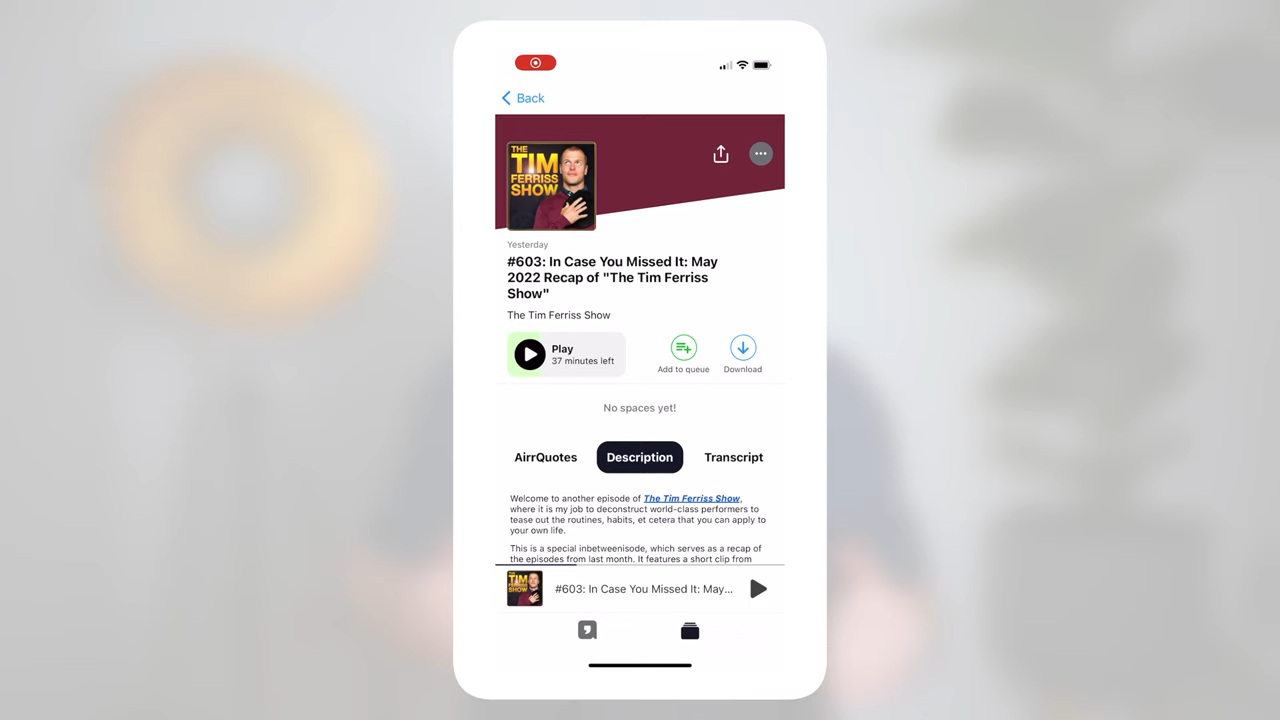 Back
THE
TIM
FERRISS
SHOW
Yesterday
#603: In Case You Missed It: May
2022 Recap of "The Tim Ferriss
Show"
The Tim Ferriss Show
Play
37 minutes left
Add to queue
Download
No spaces yet!
AirrQuotes
Description
Transcript
Welcome to another episode of The Tim Ferriss Show,
where it is my job to deconstruct world-class performers to
tease out the routines, habits, et cetera that you can apply to
your own life.
This is a special inbetweenisode, which serves as a recap of
the episodes from last month. It features a short clip from
THE
TIM
FERRISS
SHOW
#603: In Case You Missed It: May...